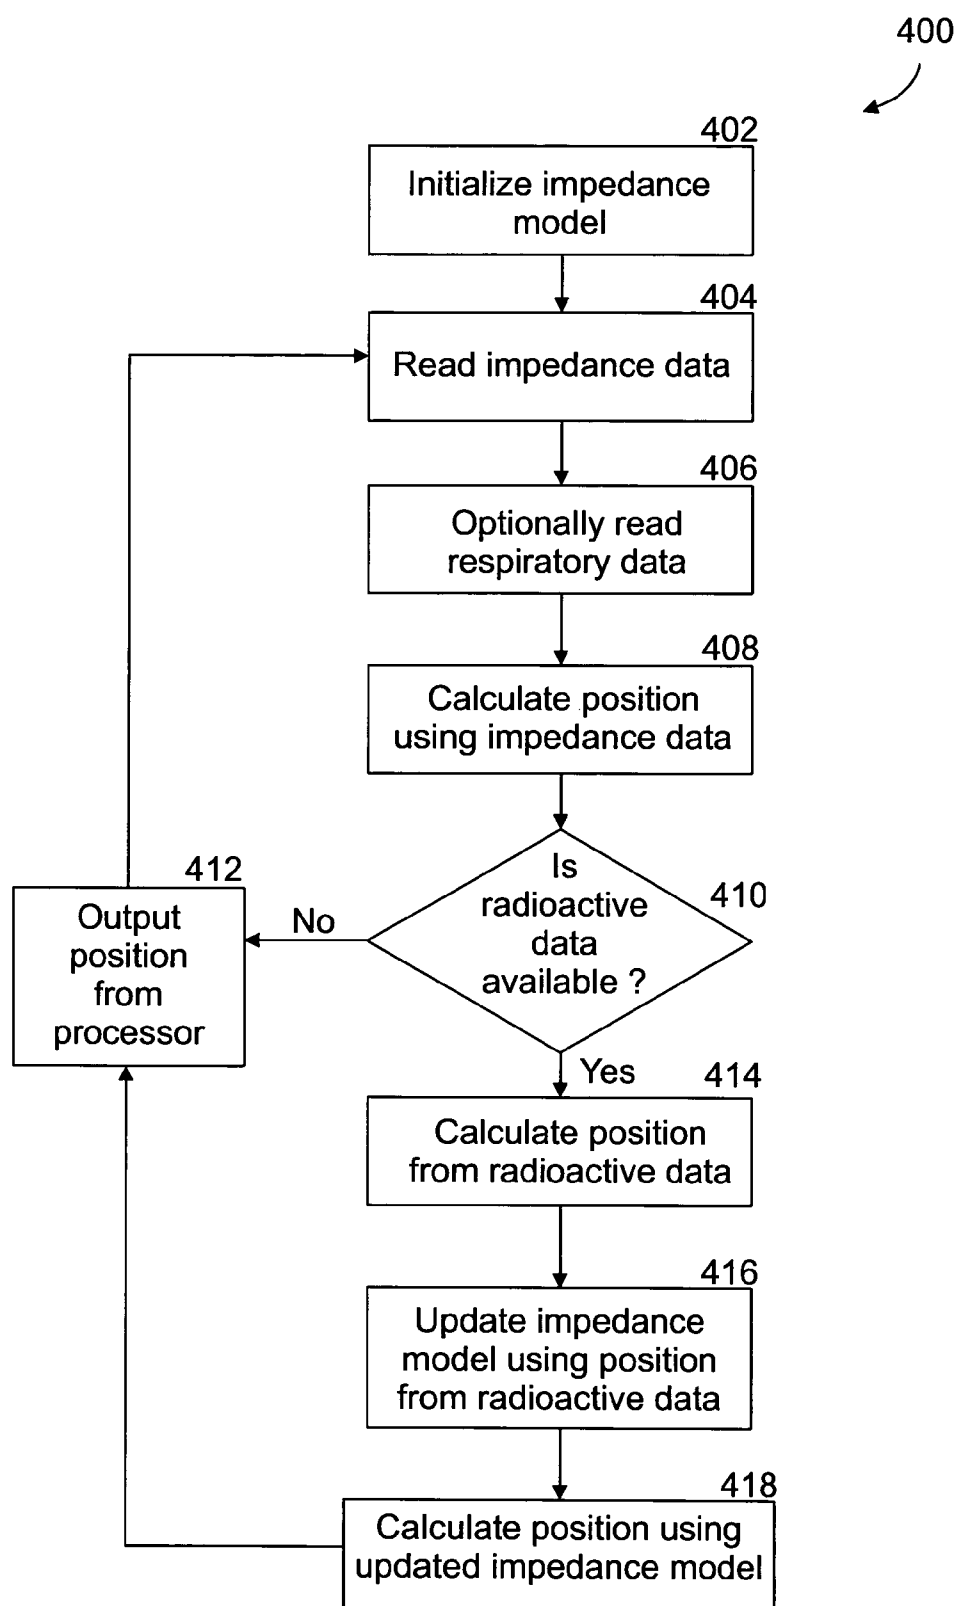 400
402
Initialize impedance
model
404
Read impedance data
406
Optionally read
respiratory data
408
Calculate position
using impedance data
410
Is
radioactive
data
available ?
No
412
Output
position
from
processor
Yes
414
Calculate position
from radioactive data
416
Update impedance
model using position
from radioactive data
418
Calculate position using
updated impedance model